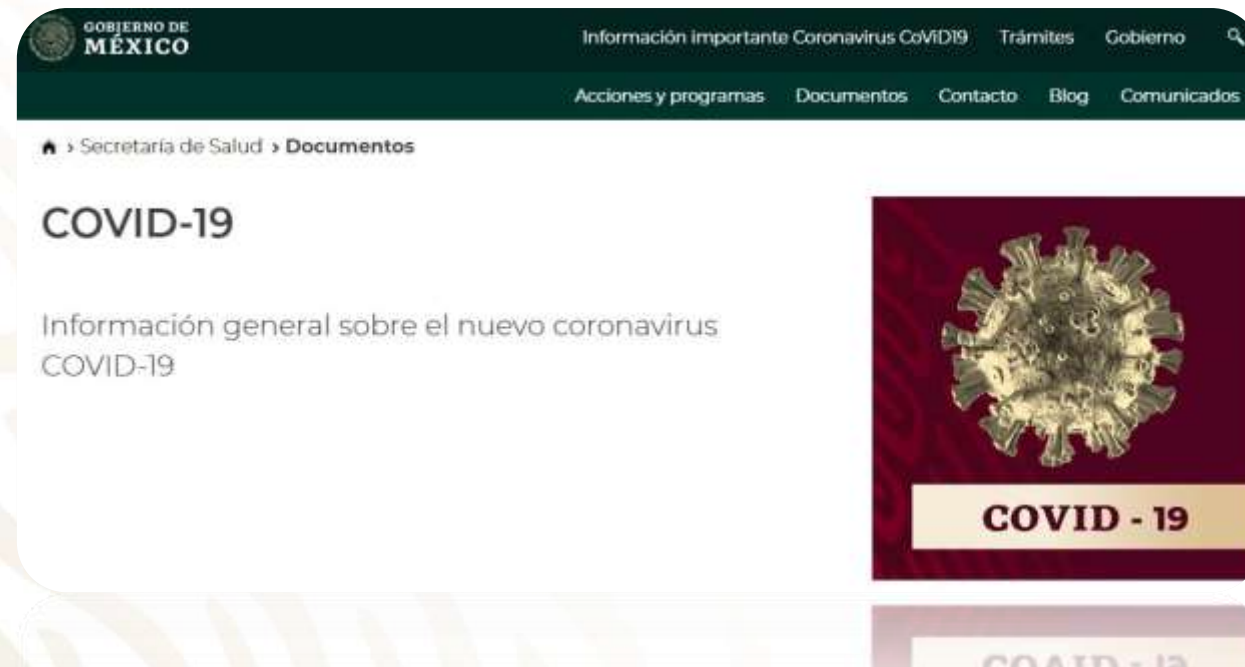 GOBIERNO DE
MÉXICO
Información importante Coronavirus CoVID19 Trámites Gobierno
Acciones y programas Documentos Contacto Blog Comunicados
> Secretaría de Salud > Documentos
COVID-19
Información general sobre el nuevo coronavirus
COVID-19
COVID - 19